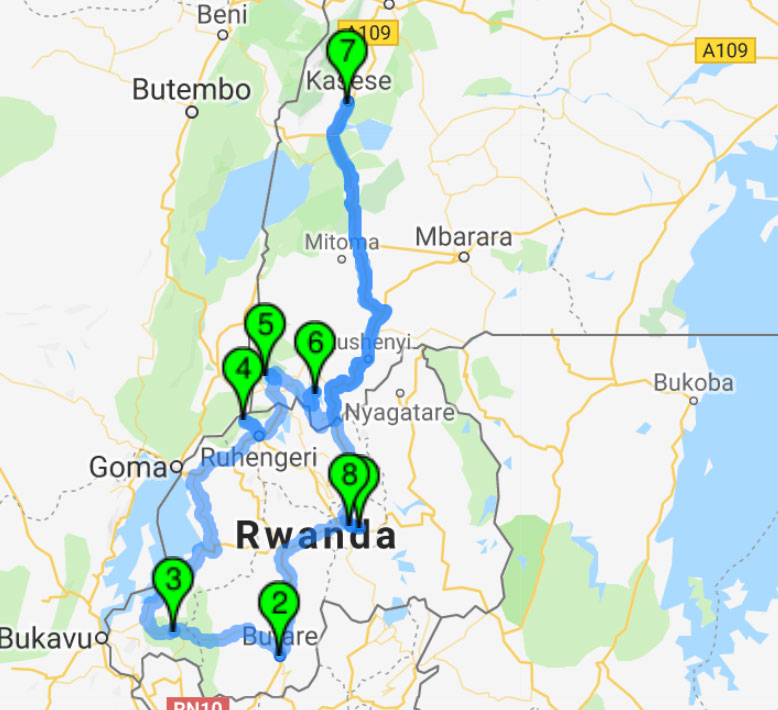 Beni
A109
7
Kasese
A109
Butembo
Mitoma
Mbarara
5
6
ushenyi
4
Bukoba
Nyagatare
Goma
Ruhengeri
8
Rwanda
3
2
Butare
Bukavu
RN10